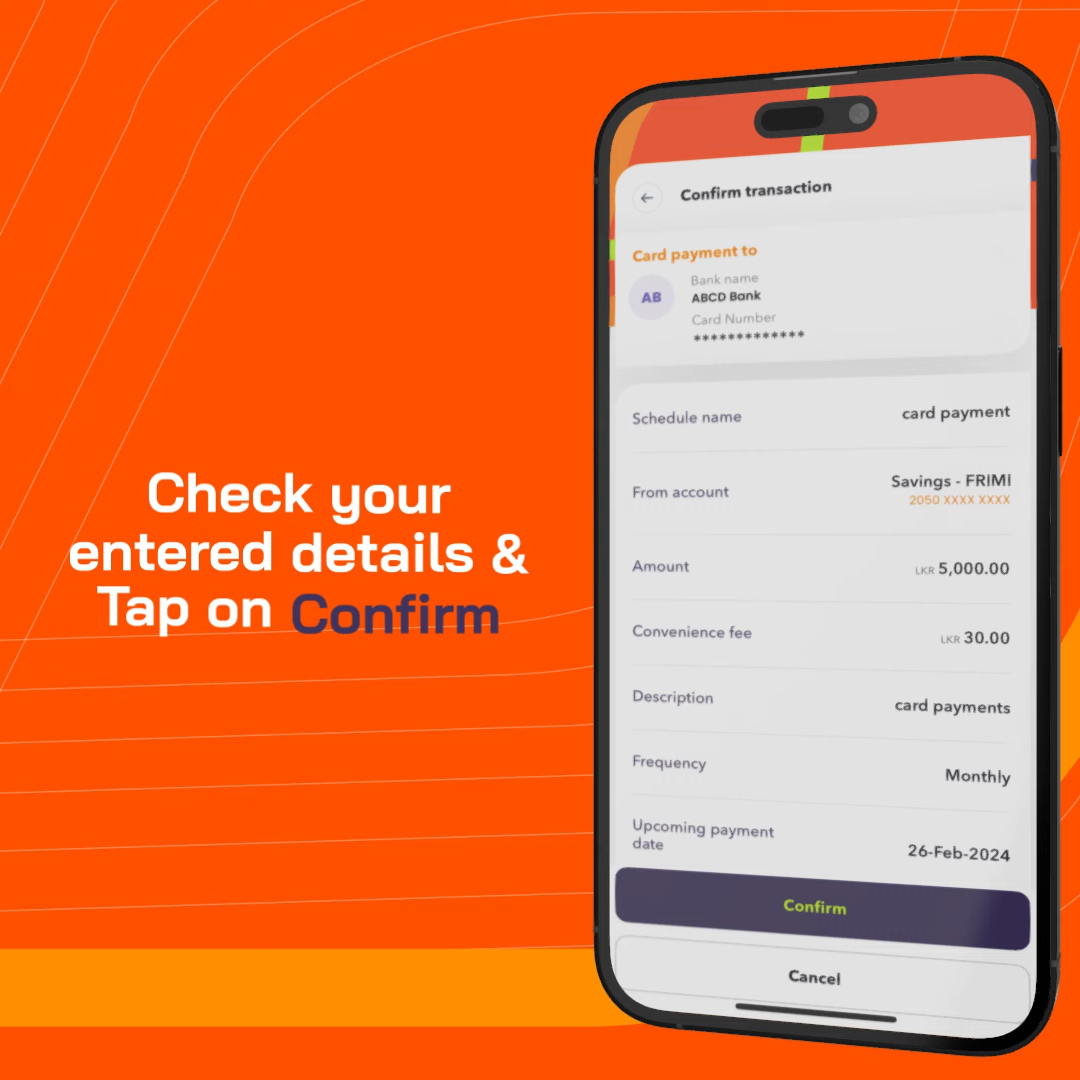 Check your
entered details &
Tap on Confirm
Confirm transaction
Card payment to
AB
Bank name
ABCD Bank
Card Number
*************
Schedule name
card payment
From account
Savings - FRIMI
2050 XXXX XXXX
Amount
LKR 5,000.00
Convenience fee
LKR 30.00
Description
card payments
Frequency
Monthly
Upcoming payment
date
26-Feb-2024
Confirm
Cancel